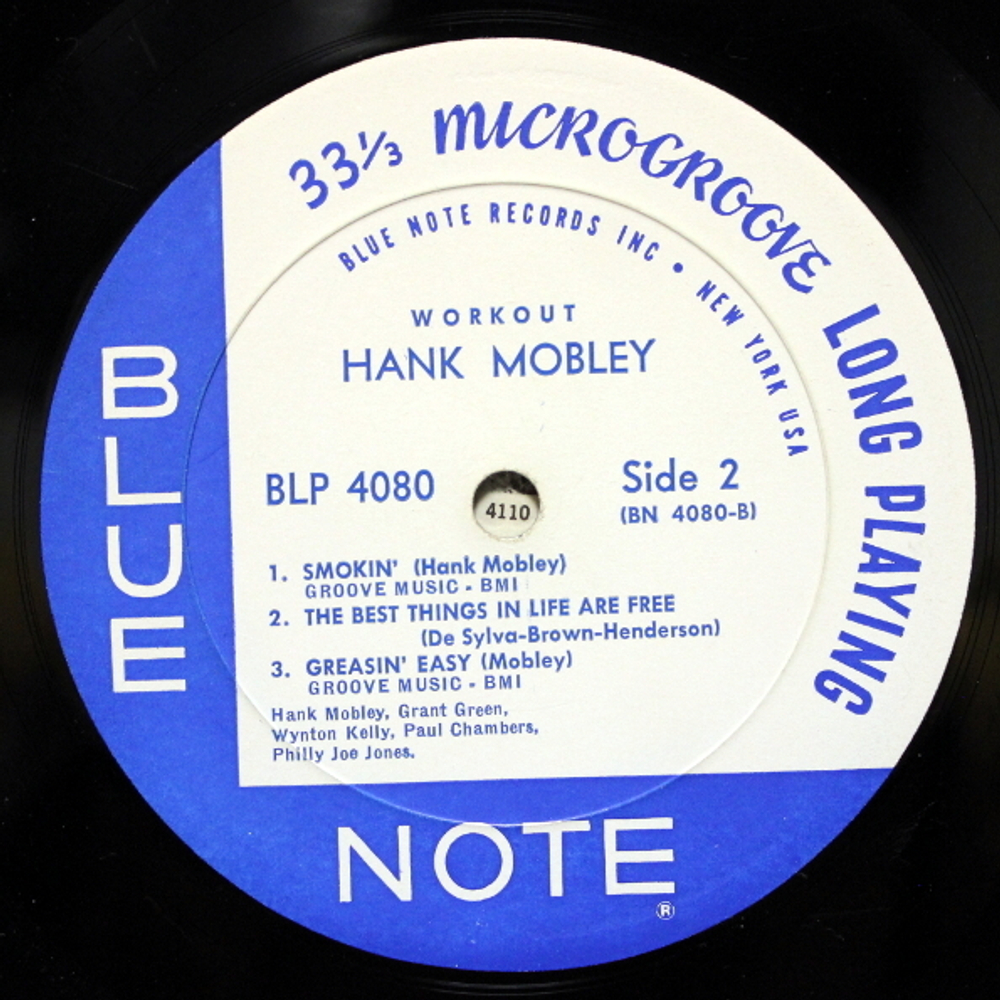 33⅓ MICROGROOVE LONG PLAYING
BLUE NOTE RECORDS INC • NEW YORK USA
WORKOUT
HANK MOBLEY
BLP 4080
Side 2
(BN 4080-B)
4110
1. SMOKIN' (Hank Mobley)
GROOVE MUSIC - BMI
2. THE BEST THINGS IN LIFE ARE FREE
(De Sylva-Brown-Henderson)
3. GREASIN' EASY (Mobley)
GROOVE MUSIC - BMI
Hank Mobley, Grant Green,
Wynton Kelly, Paul Chambers,
Philly Joe Jones.
BLUE
NOTE®